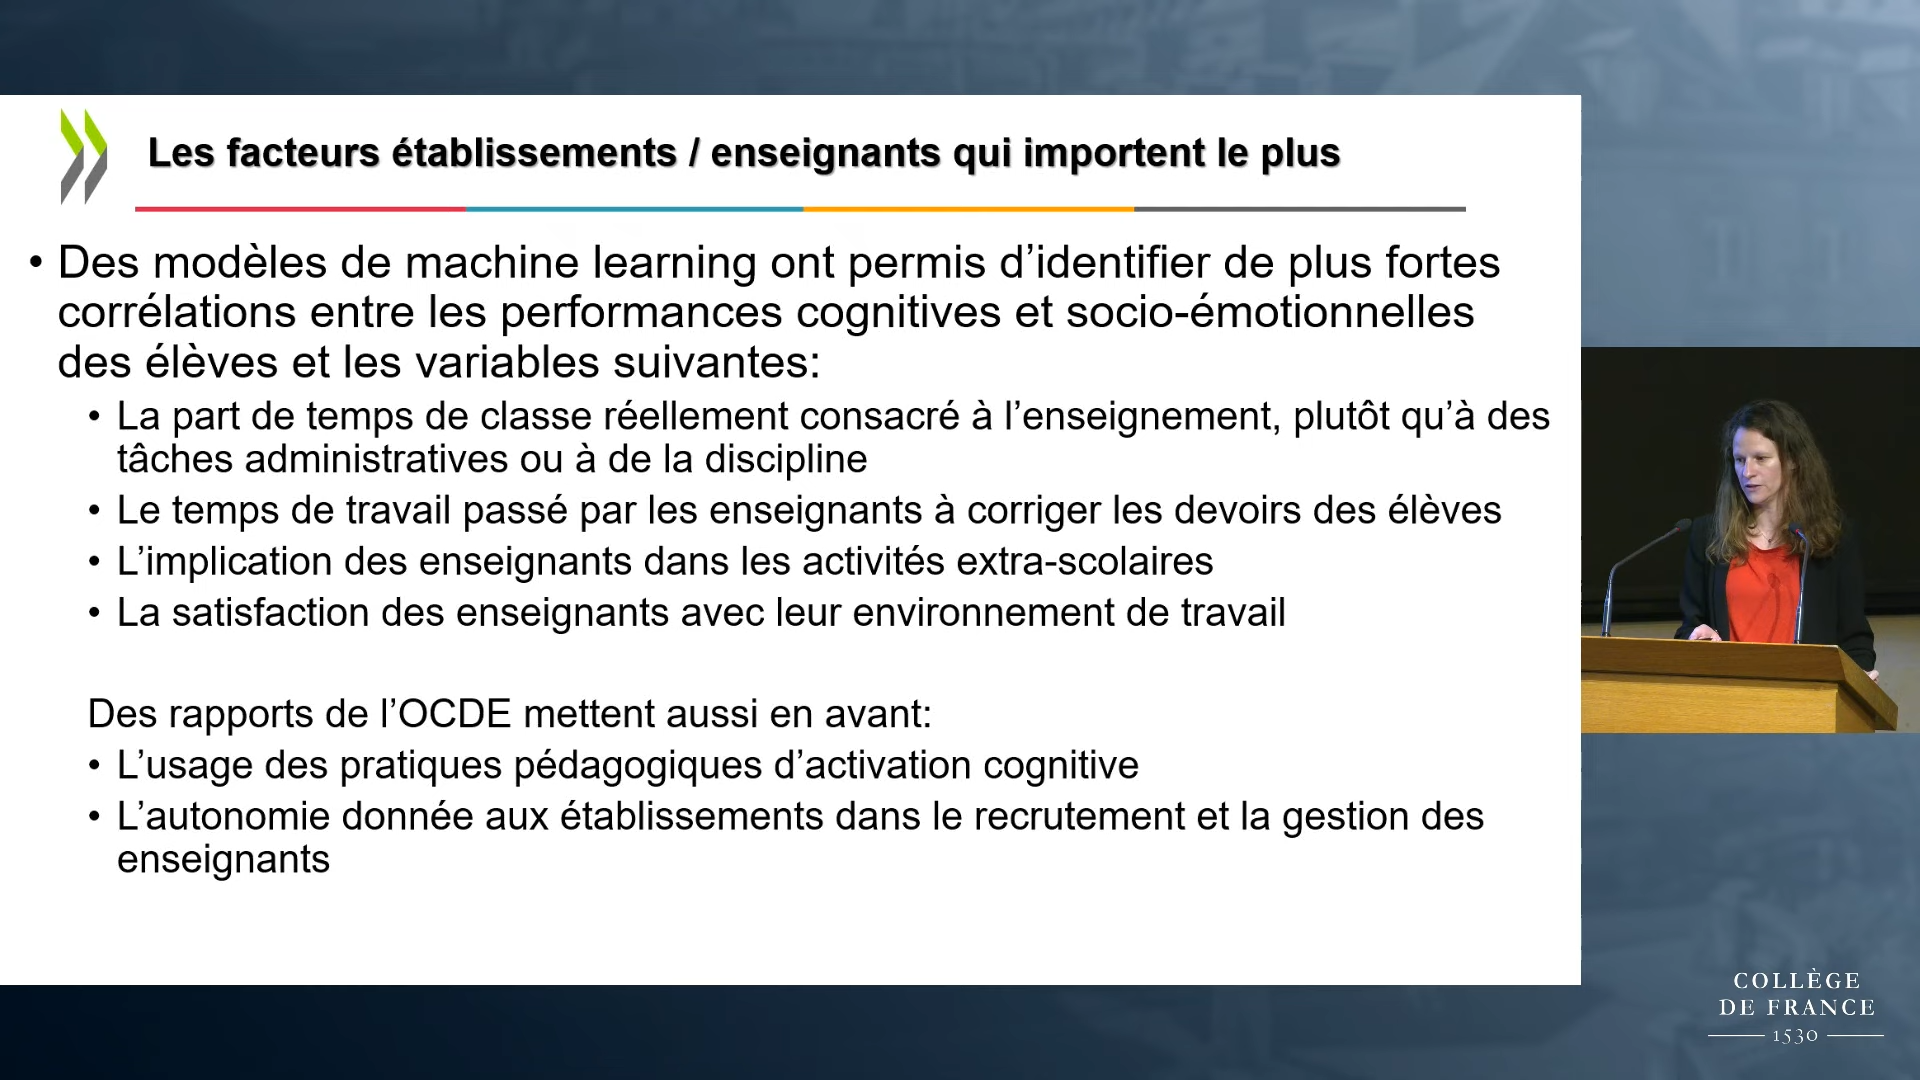 Les facteurs établissements / enseignants qui importent le plus
• Des modèles de machine learning ont permis d’identifier de plus fortes
corrélations entre les performances cognitives et socio-émotionnelles
des élèves et les variables suivantes:
• La part de temps de classe réellement consacré à l’enseignement, plutôt qu’à des
tâches administratives ou à de la discipline
• Le temps de travail passé par les enseignants à corriger les devoirs des élèves
• L’implication des enseignants dans les activités extra-scolaires
• La satisfaction des enseignants avec leur environnement de travail
Des rapports de l’OCDE mettent aussi en avant:
• L’usage des pratiques pédagogiques d’activation cognitive
• L’autonomie donnée aux établissements dans le recrutement et la gestion des
enseignants
COLLÈGE
DE FRANCE
1530